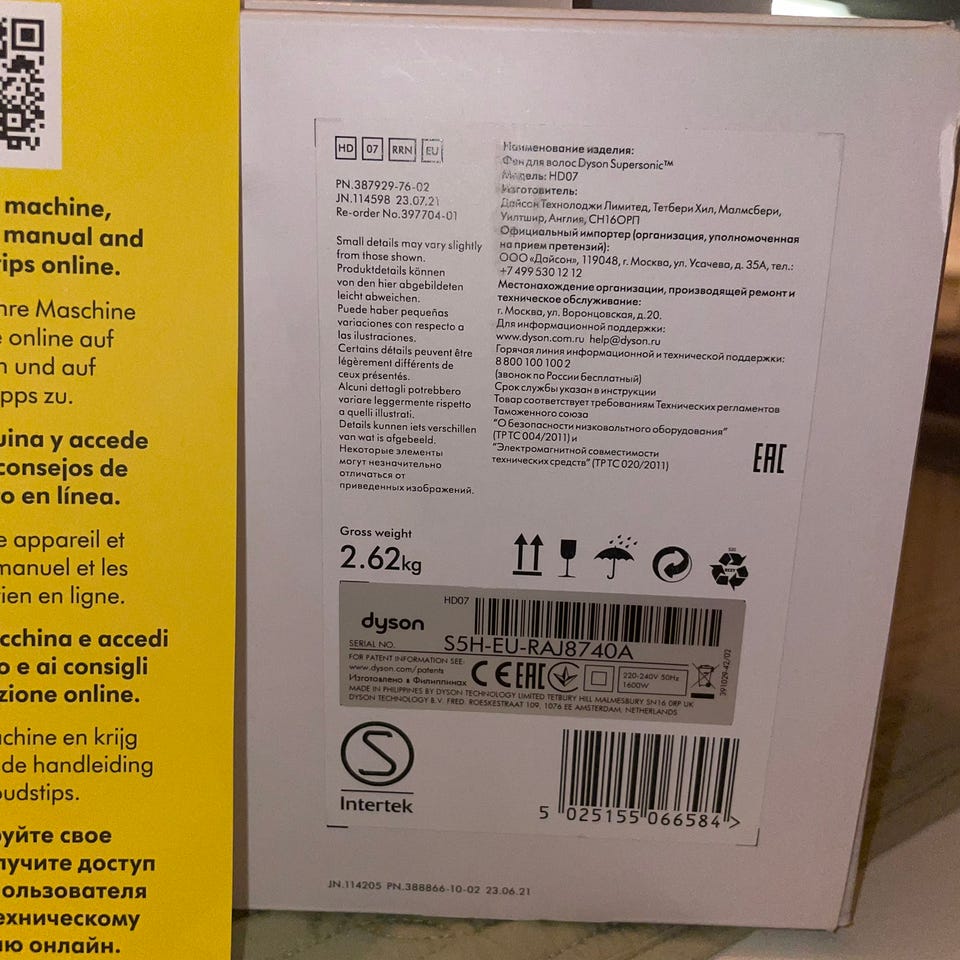 machine,
manual and
ips online.
hre Maschine
online auf
und auf
pps zu.
uina y accede
consejos de
o en línea.
e appareil et
manuel et les
ien en ligne.
cchina e accedi
o e ai consigli
zione online.
achine en krijg
de handleiding
oudstips.
руйте свое
лучите доступ
ользователя
ехническому
ю онлайн.
HD 07 RRN EU
PN.387929-76-02
JN.114598 23.07.21
Re-order No.397704-01
Small details may vary slightly
from those shown.
Produktdetails können
von den hier abgebildeten
leicht abweichen.
Puede haber pequeñas
variaciones con respecto a
las ilustraciones.
Certains détails peuvent être
légèrement différents de
ceux présentés.
Alcuni dettagli potrebbero
variare leggermente rispetto
a quelli illustrati.
Details kunnen iets verschillen
van wat is afgebeeld.
Некоторые элементы
могут незначительно
отличаться от
приведенных изображений.
Наименование изделия:
Фен для волос Dyson Supersonic™
Модель: HD07
Изготовитель:
Дайсон Технолоджи Лимитед, Тетбери Хил, Малмсбери,
Уилтшир, Англия, СН16ОРП
Официальный импортер (организация, уполномоченная
на прием претензий):
ООО «Дайсон», 119048, г. Москва, ул. Усачева, д. 35А, тел.:
+7 499 530 12 12
Местонахождение организации, производящей ремонт и
техническое обслуживание:
г. Москва, ул. Воронцовская, д.20.
Для информационной поддержки:
www.dyson.com.ru help@dyson.ru
Горячая линия информационной и технической поддержки:
8 800 100 100 2
(звонок по России бесплатный)
Срок службы указан в инструкции
Товар соответствует требованиям Технических регламентов
Таможенного союза
"О безопасности низковольтного оборудования"
(ТР ТС 004/2011) и
"Электромагнитной совместимости
технических средств" (ТР ТС 020/2011)
EAC
Gross weight
2.62kg
HD07
dyson
SERIAL NO. S5H-EU-RAJ8740A
FOR PATENT INFORMATION SEE:
www.dyson.com/patents
Изготовлено в Филиппинах
CE EAC
220-240V 50Hz
1600W
MADE IN PHILIPPINES BY DYSON TECHNOLOGY LIMITED TETBURY HILL MALMESBURY SN16 0RP UK
DYSON TECHNOLOGY B.V. FRED. ROESKESTRAAT 109, 1076 EE AMSTERDAM, NETHERLANDS
391029-42/02
S
Intertek
5 025155 066584 >
JN.114205 PN.388866-10-02 23.06.21